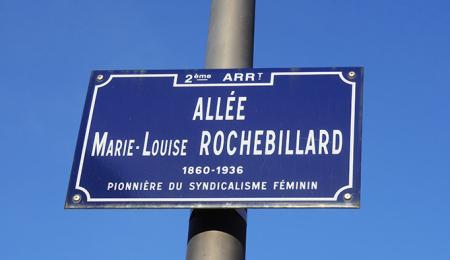 2ème ARRT
ALLÉE
MARIE-LOUISE ROCHEBILLARD
1860-1936
PIONNIÈRE DU SYNDICALISME FÉMININ